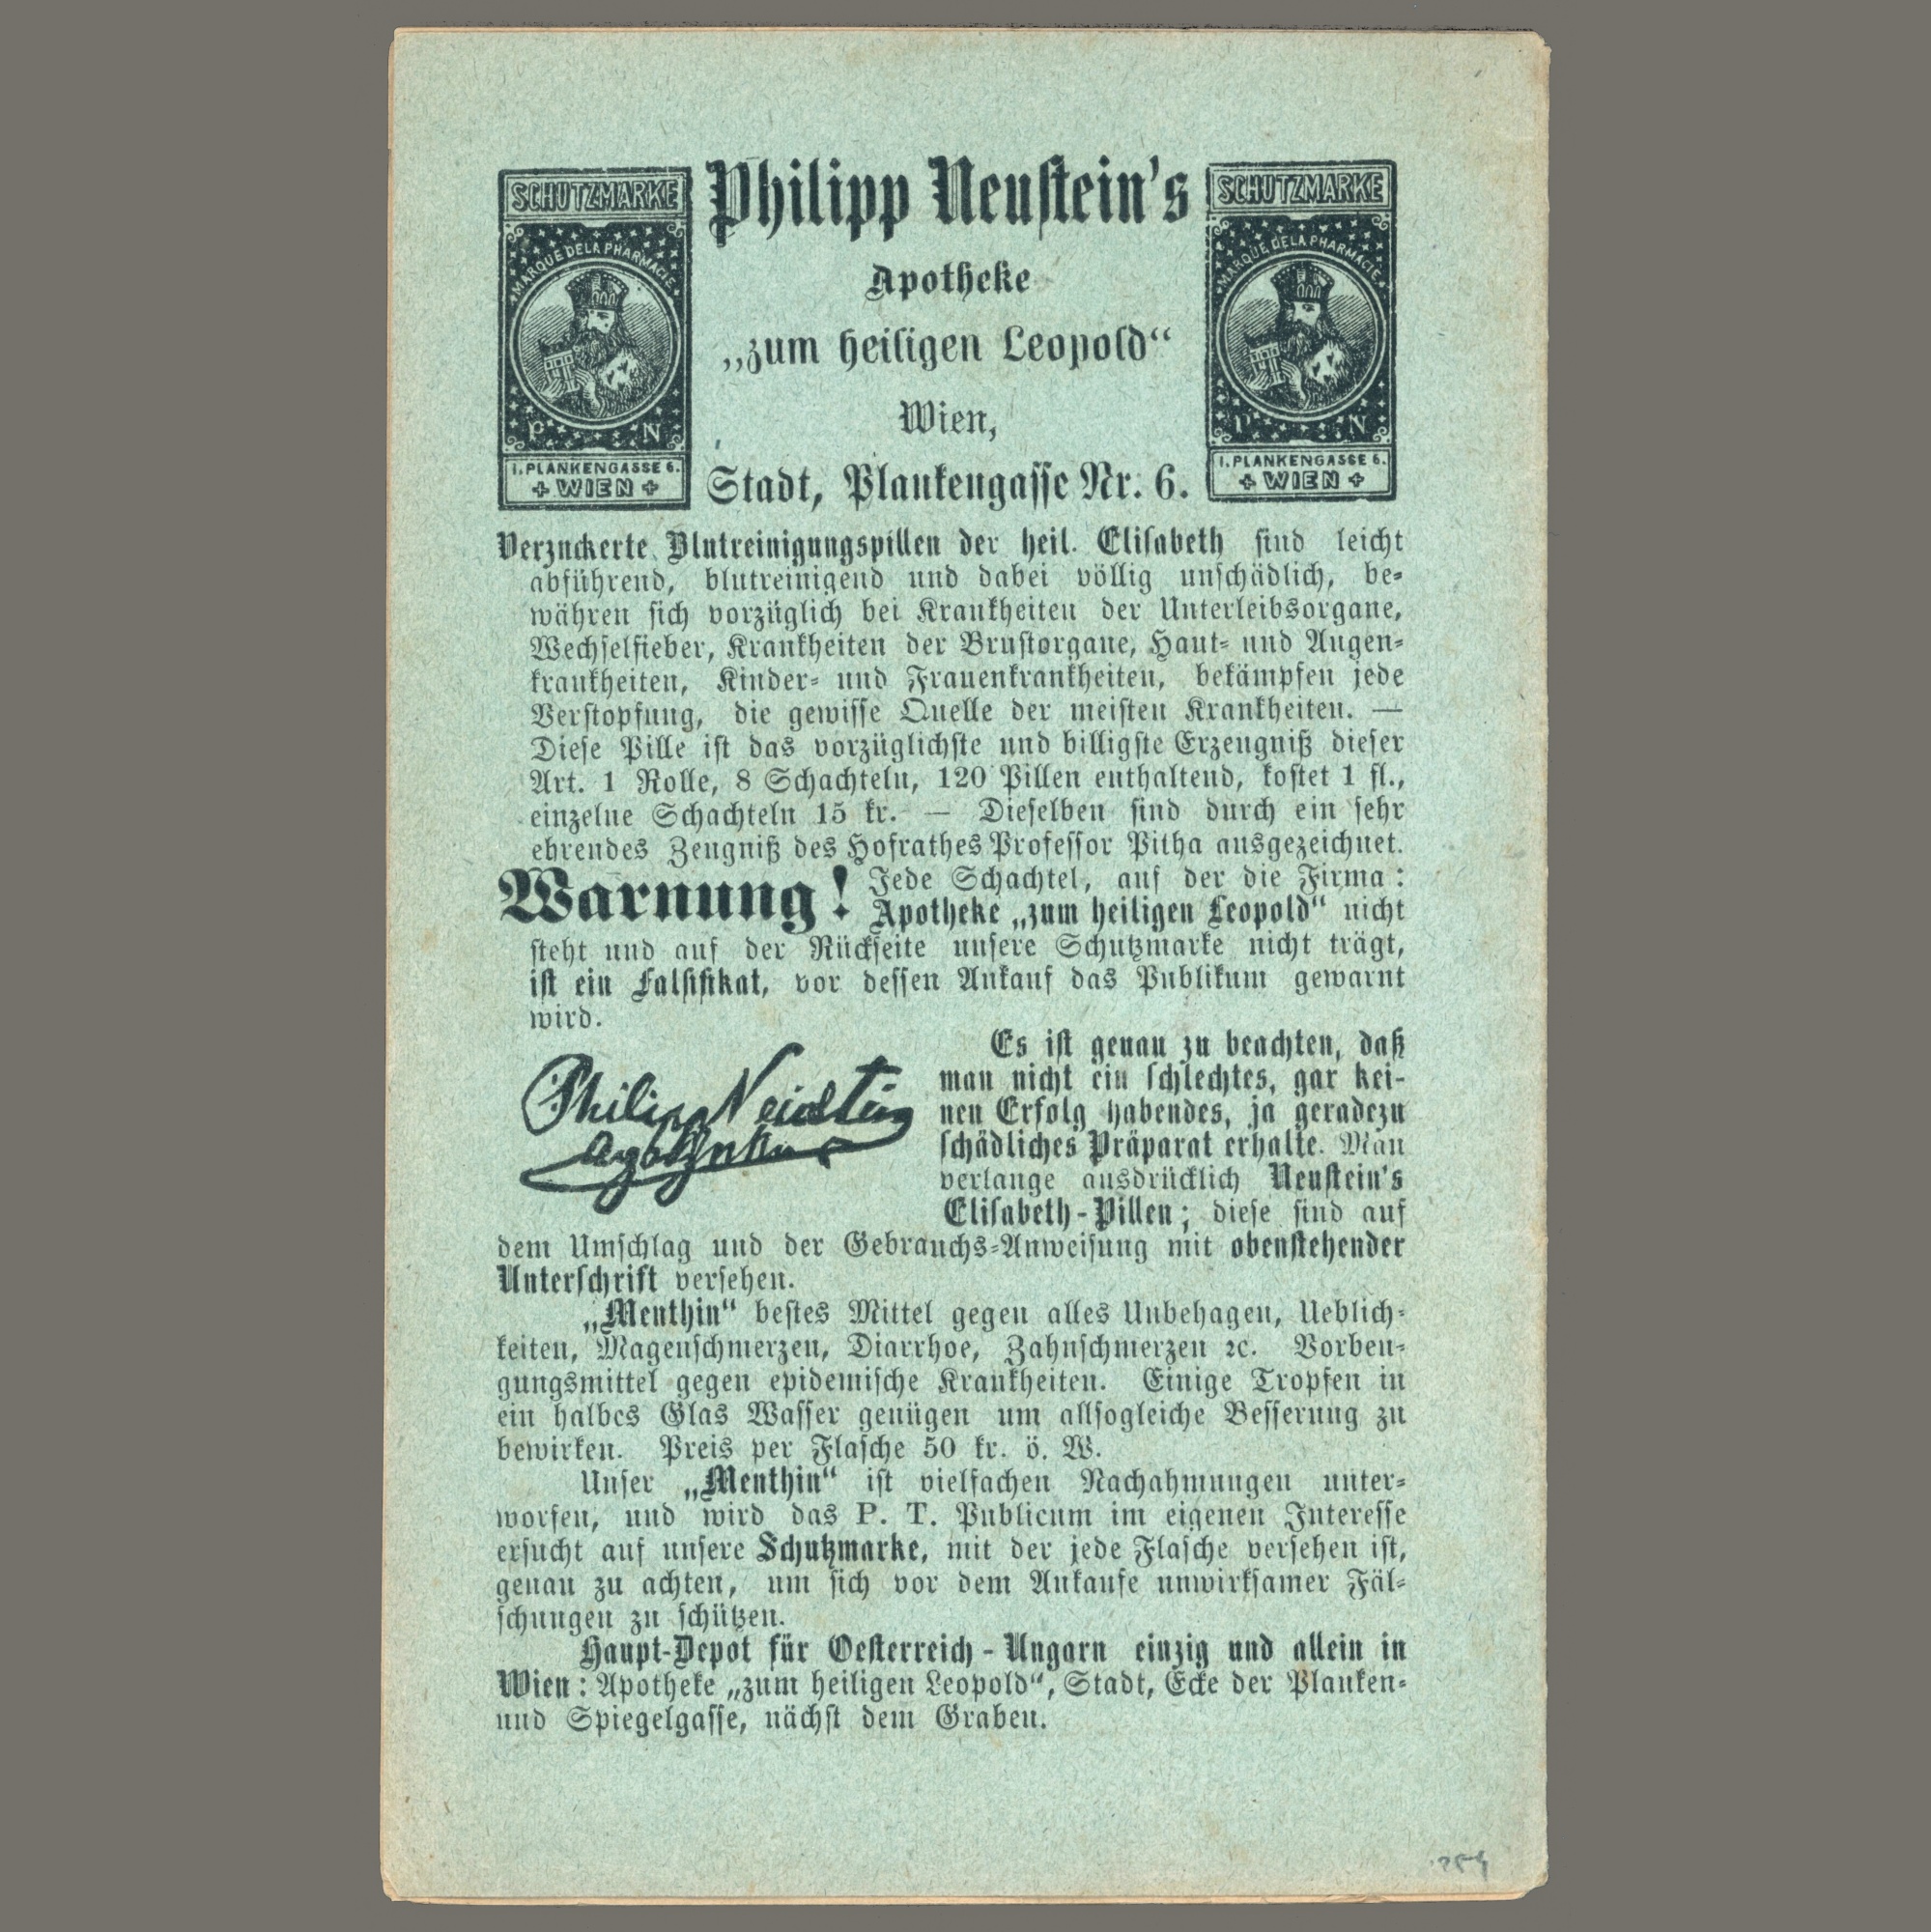 SCHUTZMARKE
MARQUE DE LA PHARMACIE
P N
I. PLANKENGASSE 6.
WIEN
Philipp Neustein's
Apotheke
„zum heiligen Leopold“
Wien,
Stadt, Plankengasse Nr. 6.
SCHUTZMARKE
MARQUE DE LA PHARMACIE
P N
I. PLANKENGASSE 6.
WIEN
Verzuckerte Blutreinigungspillen der heil. Elisabeth sind leicht
abführend, blutreinigend und dabei völlig unschädlich, be-
währen sich vorzüglich bei Krankheiten der Unterleibsorgane,
Wechselfieber, Krankheiten der Brustorgane, Haut- und Augen-
krankheiten, Kinder- und Frauenkrankheiten, bekämpfen jede
Verstopfung, die gewisse Quelle der meisten Krankheiten. —
Diese Pille ist das vorzüglichste und billigste Erzeugniß dieser
Art. 1 Rolle, 8 Schachteln, 120 Pillen enthaltend, kostet 1 fl.,
einzelne Schachteln 15 kr. — Dieselben sind durch ein sehr
ehrendes Zeugniß des Hofrathes Professor Pitha ausgezeichnet.
Warnung! Jede Schachtel, auf der die Firma:
Apotheke „zum heiligen Leopold“ nicht
steht und auf der Rückseite unsere Schutzmarke nicht trägt,
ist ein Falsifikat, vor dessen Ankauf das Publikum gewarnt
wird.
Es ist genau zu beachten, daß
man nicht ein schlechtes, gar kei-
nen Erfolg habendes, ja geradezu
schädliches Präparat erhalte. Man
verlange ausdrücklich Neustein's
Elisabeth-Pillen; diese sind auf
Philipp Neustein
Apotheker
dem Umschlag und der Gebrauchs-Anweisung mit obenstehender
Unterschrift versehen.
„Menthin“ bestes Mittel gegen alles Unbehagen, Ueblich-
keiten, Magenschmerzen, Diarrhoe, Zahnschmerzen ꝛc. Vorbeu-
gungsmittel gegen epidemische Krankheiten. Einige Tropfen in
ein halbes Glas Wasser genügen um allsogleiche Besserung zu
bewirken. Preis per Flasche 50 kr. ö. W.
Unser „Menthin“ ist vielfachen Nachahmungen unter-
worfen, und wird das P. T. Publicum im eigenen Interesse
ersucht auf unsere Schutzmarke, mit der jede Flasche versehen ist,
genau zu achten, um sich vor dem Ankaufe unwirksamer Fäl-
schungen zu schützen.
Haupt-Depot für Oesterreich-Ungarn einzig und allein in
Wien: Apotheke „zum heiligen Leopold“, Stadt, Ecke der Planken-
und Spiegelgasse, nächst dem Graben.